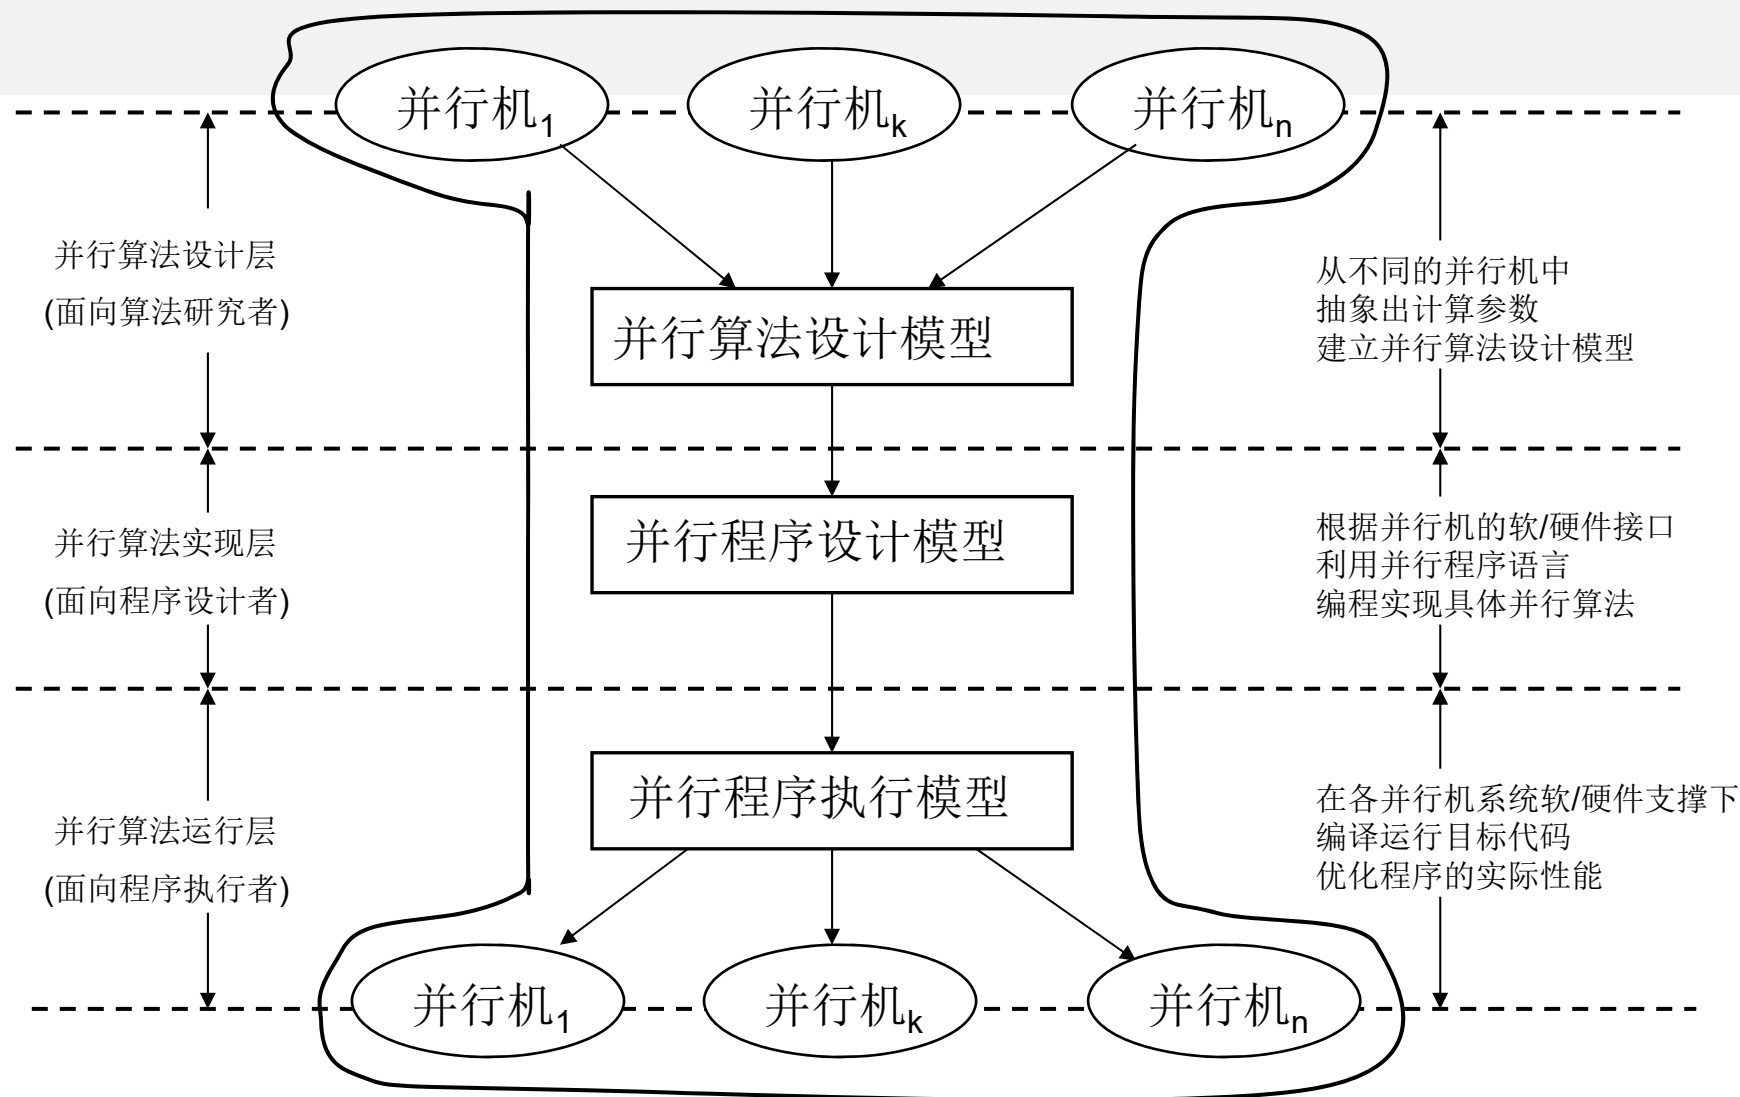 并行机1
并行机k
并行机n
并行算法设计层
(面向算法研究者)
从不同的并行机中
抽象出计算参数
建立并行算法设计模型
并行算法设计模型
并行算法实现层
(面向程序设计者)
并行程序设计模型
根据并行机的软/硬件接口
利用并行程序语言
编程实现具体并行算法
并行算法运行层
(面向程序执行者)
并行程序执行模型
在各并行机系统软/硬件支撑下
编译运行目标代码
优化程序的实际性能
并行机1
并行机k
并行机n